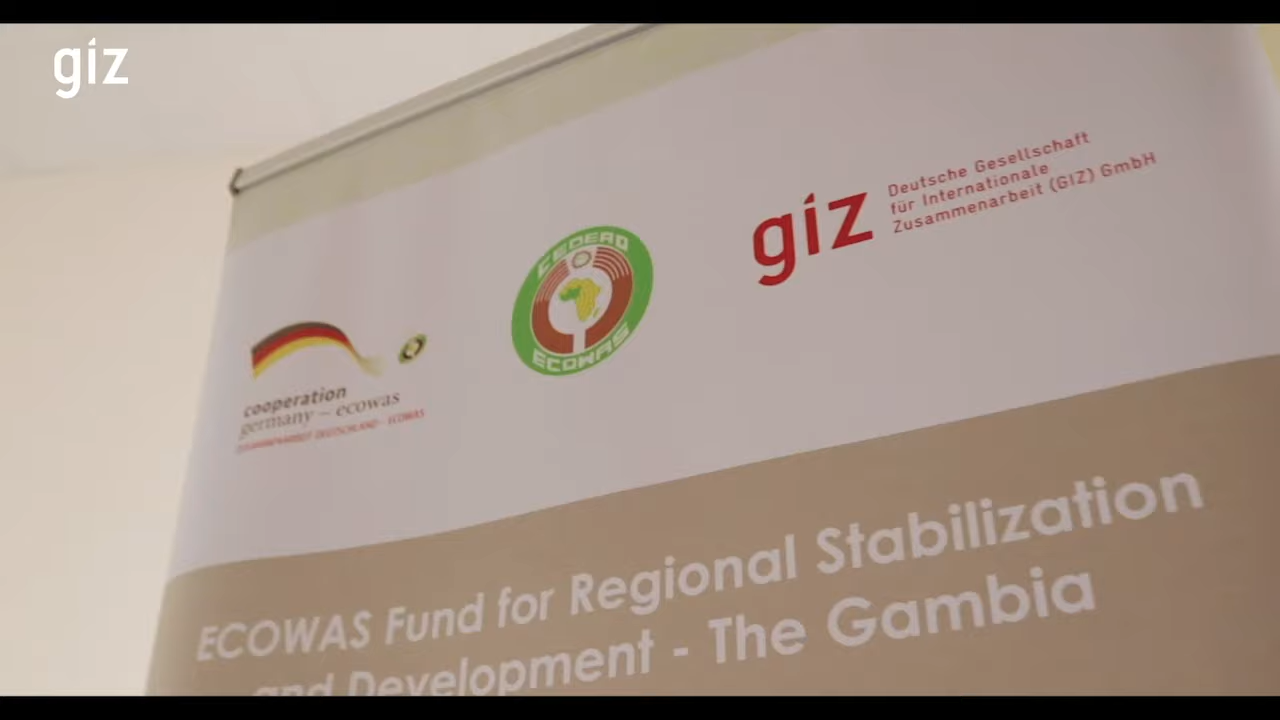 giz
giz
Deutsche Gesellschaft
für Internationale
Zusammenarbeit (GIZ) GmbH
CEDEAO
ECOWAS
cooperation
germany – ecowas
ZUSAMMENARBEIT DEUTSCHLAND - ECOWAS
ECOWAS Fund for Regional Stabilization
and Development - The Gambia